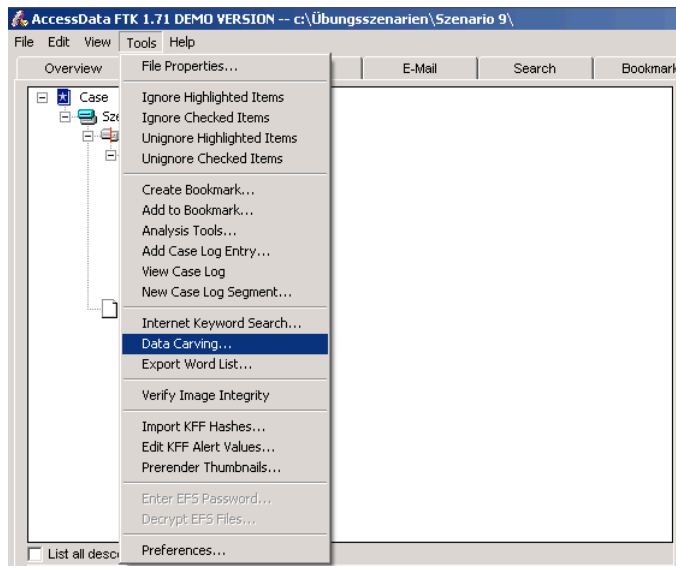 AccessData FTK 1.71 DEMO VERSION -- c:\Übungsszenarien\Szenario 9\
File Edit View Tools Help
Overview E-Mail Search Bookmark
File Properties...
Case
Ignore Highlighted Items
Ignore Checked Items
Unignore Highlighted Items
Unignore Checked Items
Create Bookmark...
Add to Bookmark...
Analysis Tools...
Add Case Log Entry...
View Case Log
New Case Log Segment...
Internet Keyword Search...
Data Carving...
Export Word List...
Verify Image Integrity
Import KFF Hashes...
Edit KFF Alert Values...
Prerender Thumbnails...
Enter EFS Password...
Decrypt EFS Files...
Preferences...
List all desc